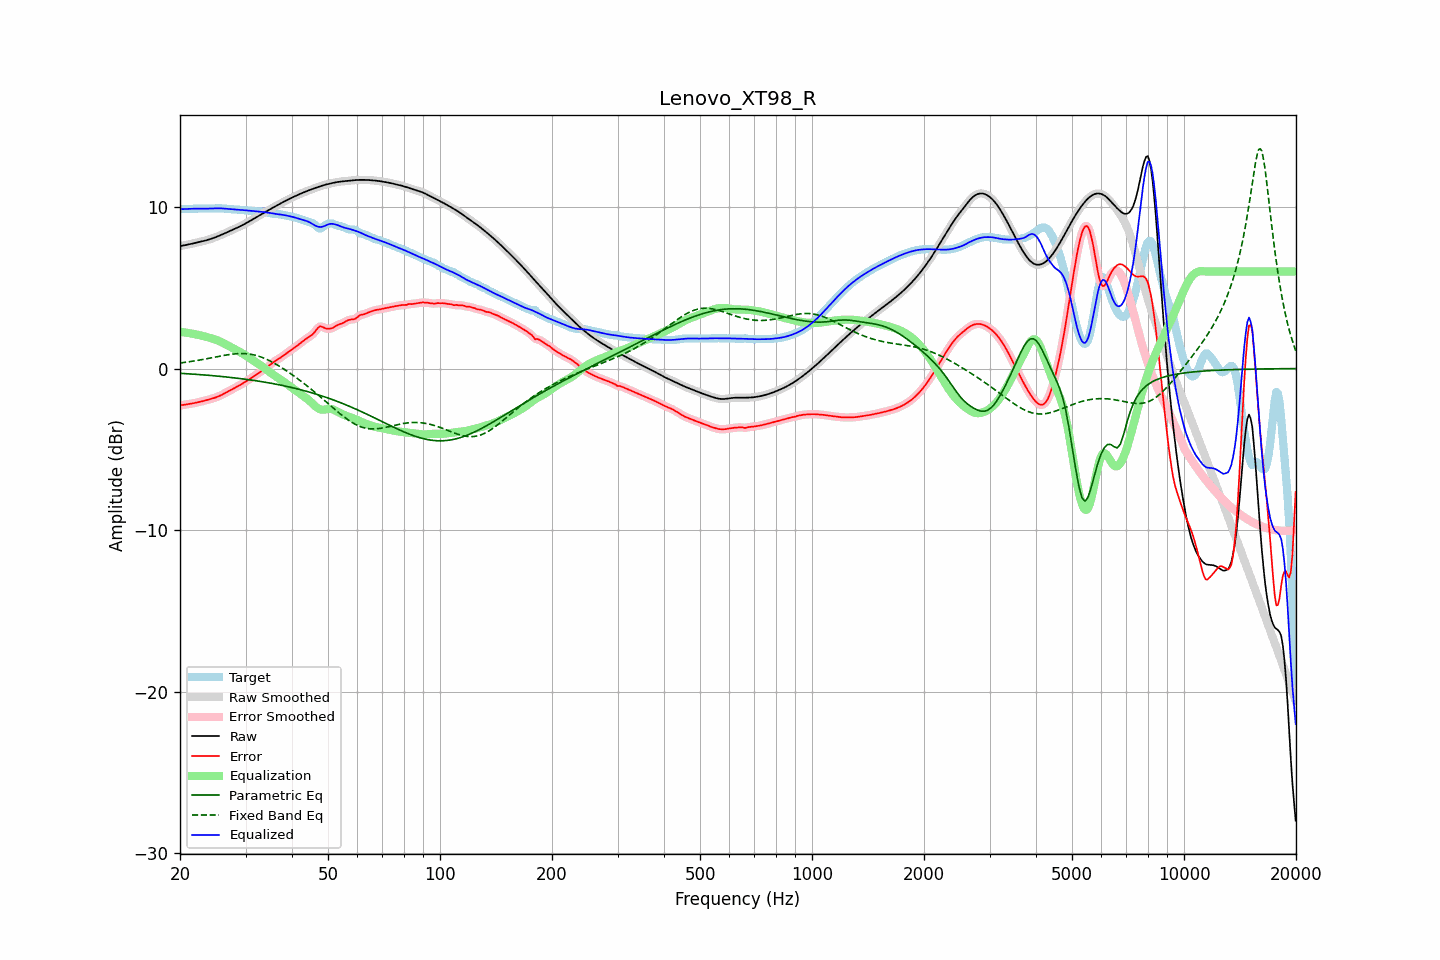 Lenovo_XT98_R
Amplitude (dBr)
10
0
−10
−20
−30
Target
Raw Smoothed
Error Smoothed
Raw
Error
Equalization
Parametric Eq
Fixed Band Eq
Equalized
20 50 100 200 500 1000 2000 5000 10000 20000
Frequency (Hz)